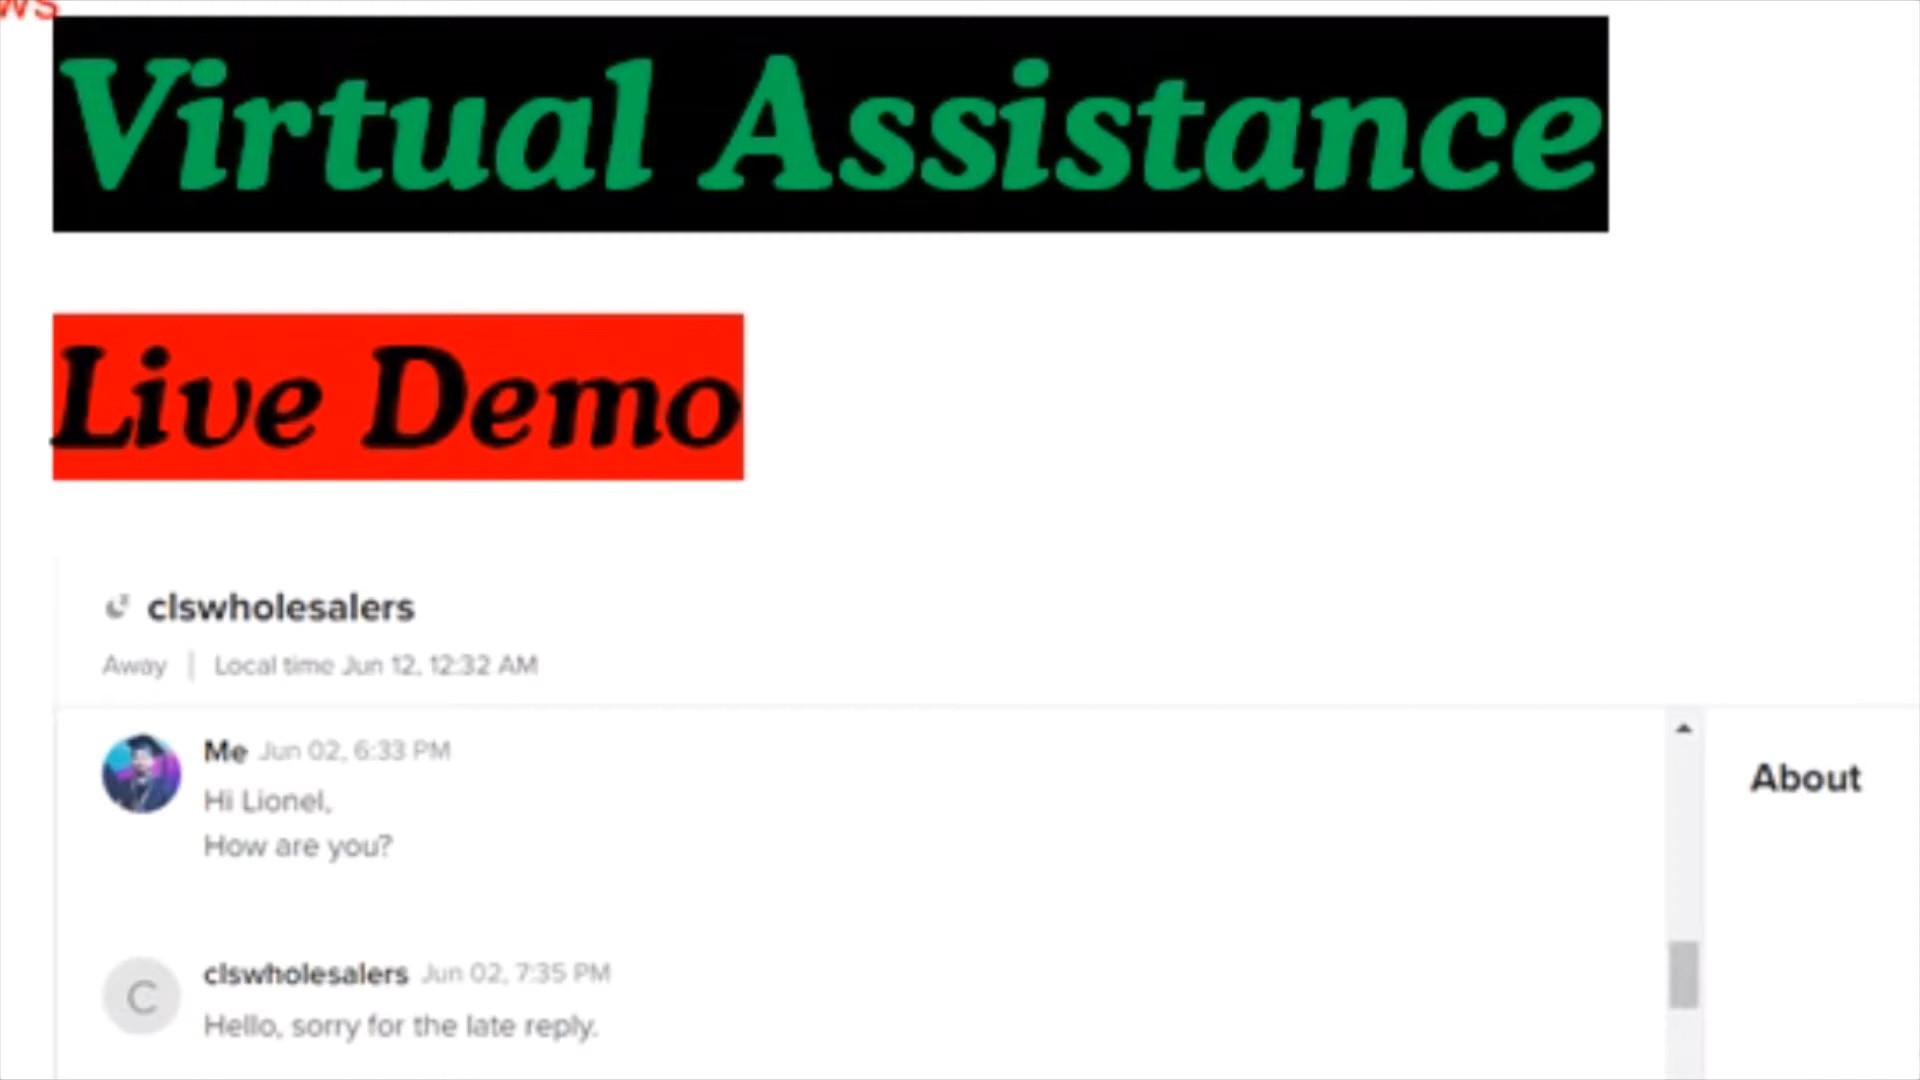 ws
Virtual Assistance
Live Demo
clswholesalers
Away | Local time Jun 12, 12:32 AM
Me Jun 02, 6:33 PM
Hi Lionel,
How are you?
About
C
clswholesalers Jun 02, 7:35 PM
Hello, sorry for the late reply.